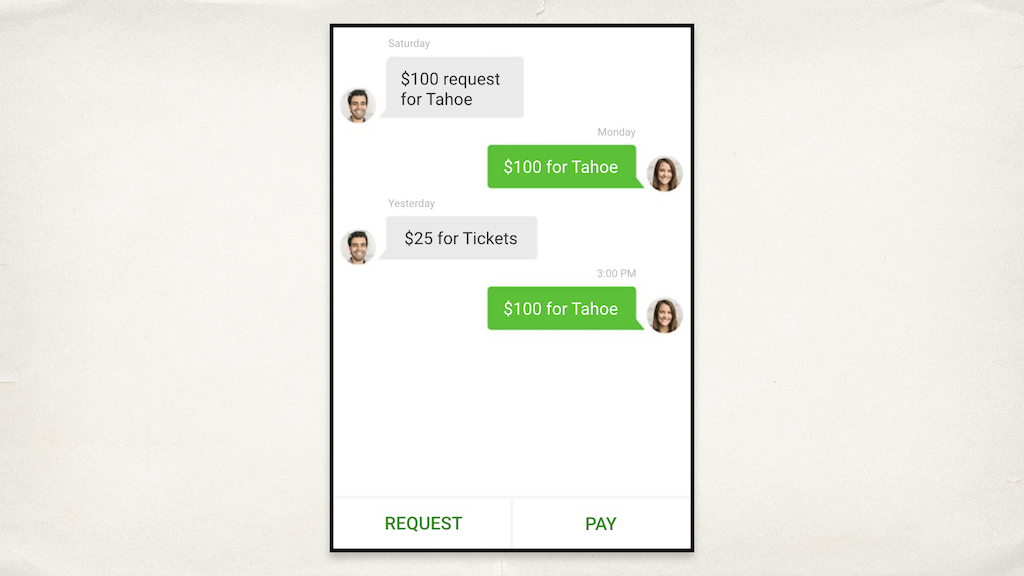 Saturday
$100 request
for Tahoe
Monday
$100 for Tahoe
Yesterday
$25 for Tickets
3:00 PM
$100 for Tahoe
REQUEST
PAY